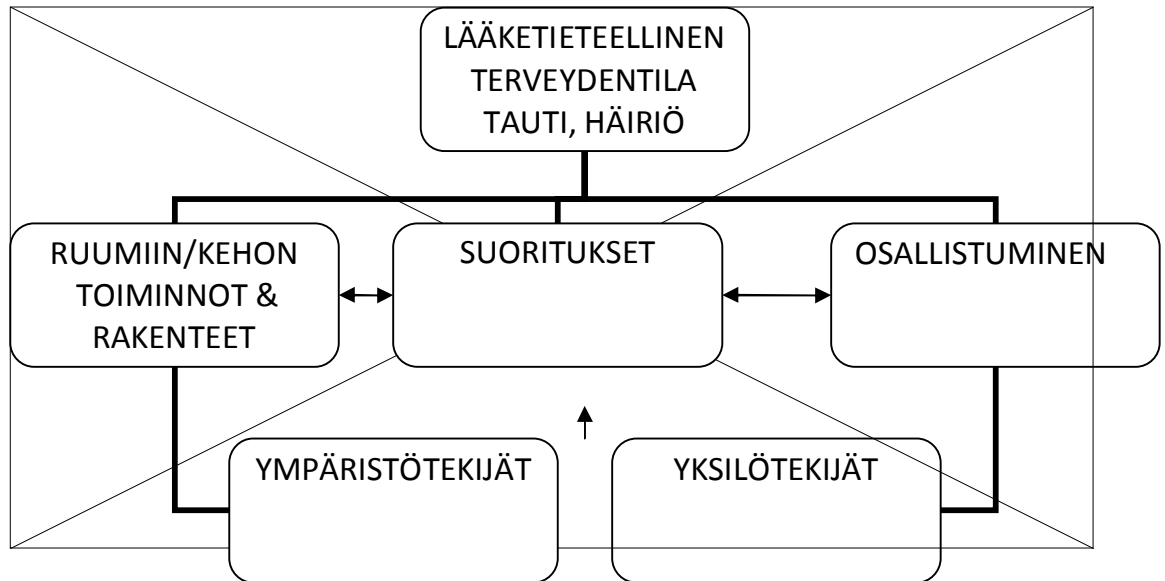 LÄÄKETIETEELLINEN
TERVEYDENTILA
TAUTI, HÄIRIÖ
RUUMIIN/KEHON
TOIMINNOT &
RAKENTEET
SUORITUKSET
OSALLISTUMINEN
YMPÄRISTÖTEKIJÄT
YKSILÖTEKIJÄT